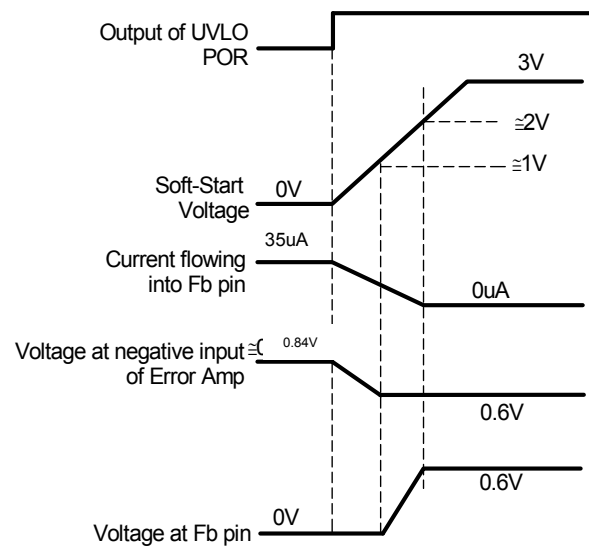 Output of UVLO
POR
3V
≅2V
≅1V
Soft-Start
Voltage
0V
35uA
Current flowing
into Fb pin
0uA
Voltage at negative input
of Error Amp
≅0
0.84V
0.6V
0.6V
Voltage at Fb pin
0V